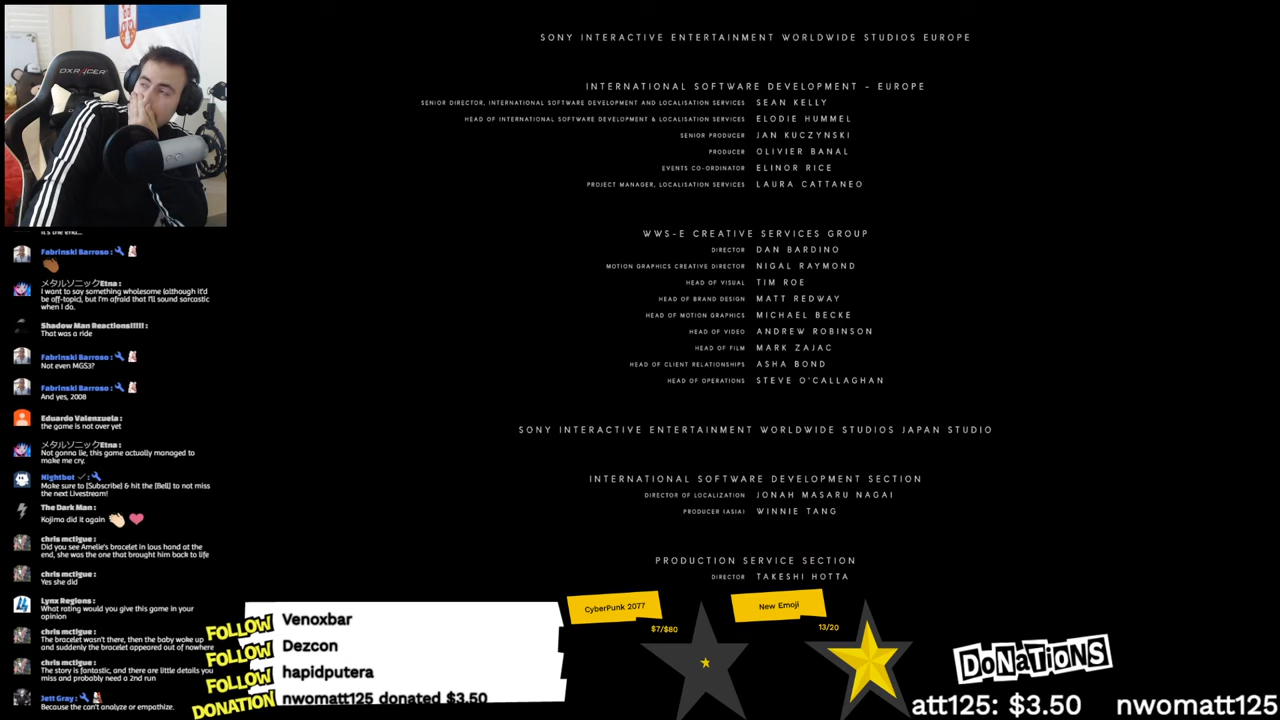 DXRACER
SONY INTERACTIVE ENTERTAINMENT WORLDWIDE STUDIOS EUROPE
INTERNATIONAL SOFTWARE DEVELOPMENT - EUROPE
SENIOR DIRECTOR, INTERNATIONAL SOFTWARE DEVELOPMENT AND LOCALISATION SERVICES SEAN KELLY
HEAD OF INTERNATIONAL SOFTWARE DEVELOPMENT & LOCALISATION SERVICES ELODIE HUMMEL
SENIOR PRODUCER JAN KUCZYNSKI
PRODUCER OLIVIER BANAL
EVENTS CO-ORDINATOR ELINOR RICE
PROJECT MANAGER, LOCALISATION SERVICES LAURA CATTANEO
WWS-E CREATIVE SERVICES GROUP
DIRECTOR DAN BARDINO
MOTION GRAPHICS CREATIVE DIRECTOR NIGAL RAYMOND
HEAD OF VISUAL TIM ROE
HEAD OF BRAND DESIGN MATT REDWAY
HEAD OF MOTION GRAPHICS MICHAEL BECKE
HEAD OF VIDEO ANDREW ROBINSON
HEAD OF FILM MARK ZAJAC
HEAD OF CLIENT RELATIONSHIPS ASHA BOND
HEAD OF OPERATIONS STEVE O'CALLAGHAN
SONY INTERACTIVE ENTERTAINMENT WORLDWIDE STUDIOS JAPAN STUDIO
INTERNATIONAL SOFTWARE DEVELOPMENT SECTION
DIRECTOR OF LOCALIZATION JONAH MASARU NAGAI
PRODUCER (ASIA) WINNIE TANG
PRODUCTION SERVICE SECTION
DIRECTOR TAKESHI HOTTA
It's the end...
Fabrinski Barroso :
メタルソニックEtna :
I want to say something wholesome (although it'd
be off-topic), but I'm afraid that I'll sound sarcastic
when I do.
Shadow Man Reactions!!!!! :
That was a ride
Fabrinski Barroso :
Not even MGS3?
Fabrinski Barroso :
And yes, 2008
Eduardo Valenzuela :
the game is not over yet
メタルソニックEtna :
Not gonna lie, this game actually managed to
make me cry.
Nightbot ✓ :
Make sure to [Subscribe] & hit the [Bell] to not miss
the next Livestream!
The Dark Man :
Kojima did it again
chris mctigue :
Did you see Amelie's bracelet in lous hand at the
end, she was the one that brought him back to life
chris mctigue :
Yes she did
Lynx Regions :
What rating would you give this game in your
opinion
chris mctigue :
The bracelet wasn't there, then the baby woke up
and suddenly the bracelet appeared out of nowhere
chris mctigue :
The story is fantastic, and there are little details you
miss and probably need a 2nd run
Jett Gray :
Because the can't analyze or empathize.
FOLLOW Venoxbar
FOLLOW Dezcon
FOLLOW hapidputera
DONATION nwomatt125 donated $3.50
CyberPunk 2077
$7/$80
New Emoji
13/20
DONATIONS
att125: $3.50 nwomatt125